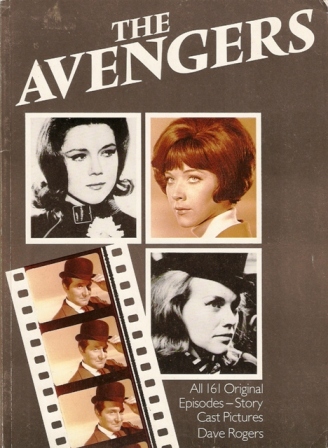 THE
AVENGERS
All 161 Original
Episodes – Story
Cast Pictures
Dave Rogers